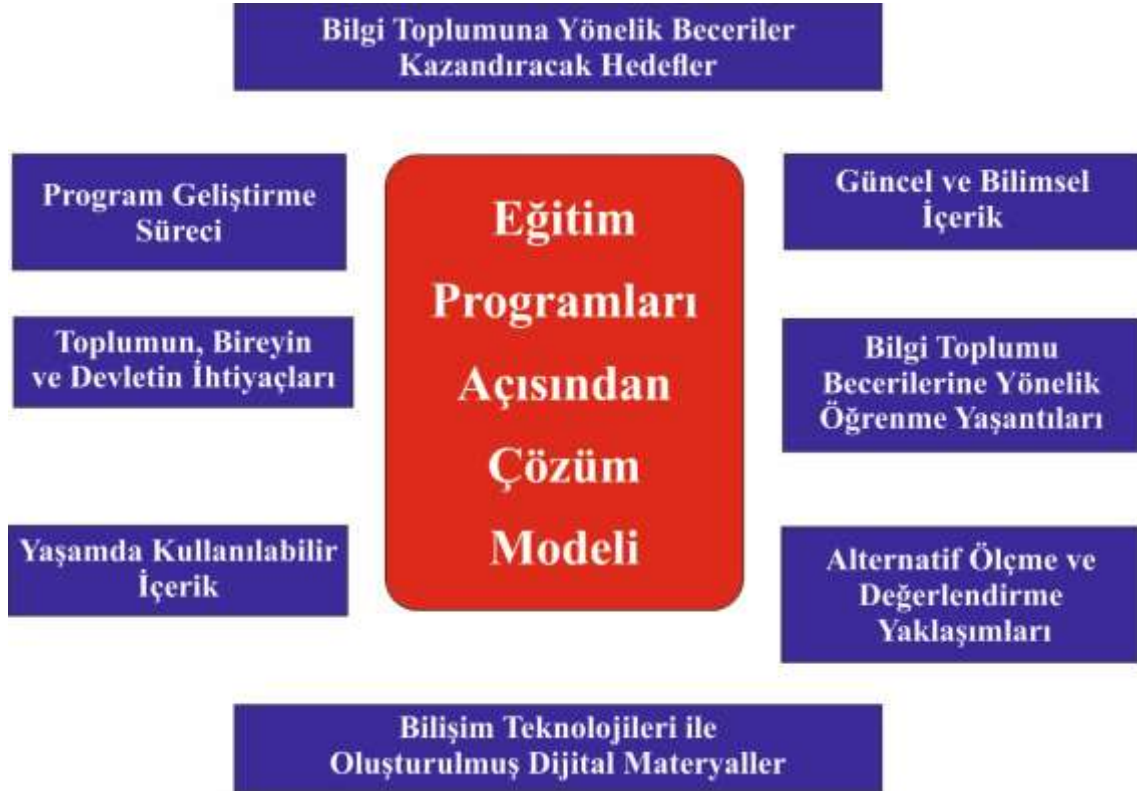 Bilgi Toplumuna Yönelik Beceriler
Kazandıracak Hedefler
Program Geliştirme
Süreci
Toplumun, Bireyin
ve Devletin İhtiyaçları
Yaşamda Kullanılabilir
İçerik
Eğitim
Programları
Açısından
Çözüm
Modeli
Güncel ve Bilimsel
İçerik
Bilgi Toplumu
Becerilerine Yönelik
Öğrenme Yaşantıları
Alternatif Ölçme ve
Değerlendirme
Yaklaşımları
Bilişim Teknolojileri ile
Oluşturulmuş Dijital Materyaller